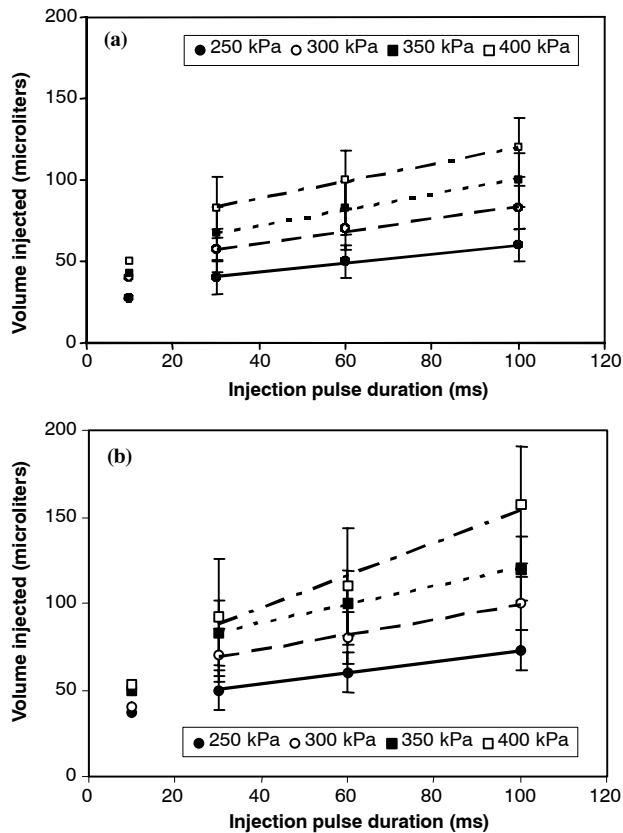 (a)
250 kPa 300 kPa 350 kPa 400 kPa
200
150
100
50
0
Volume injected (microliters)
0 20 40 60 80 100 120
Injection pulse duration (ms)
(b)
200
150
100
50
0
Volume injected (microliters)
250 kPa 300 kPa 350 kPa 400 kPa
0 20 40 60 80 100 120
Injection pulse duration (ms)